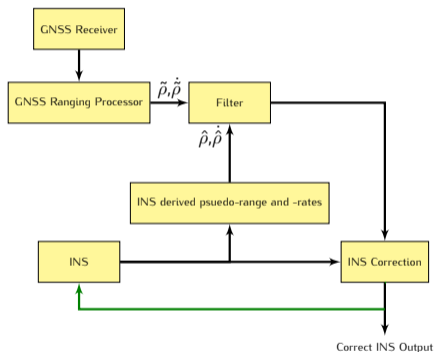 GNSS Receiver
GNSS Ranging Processor
ρ̃,ρ̃̇
Filter
ρ̂,ρ̂̇
INS derived psuedo-range and -rates
INS
INS Correction
Correct INS Output